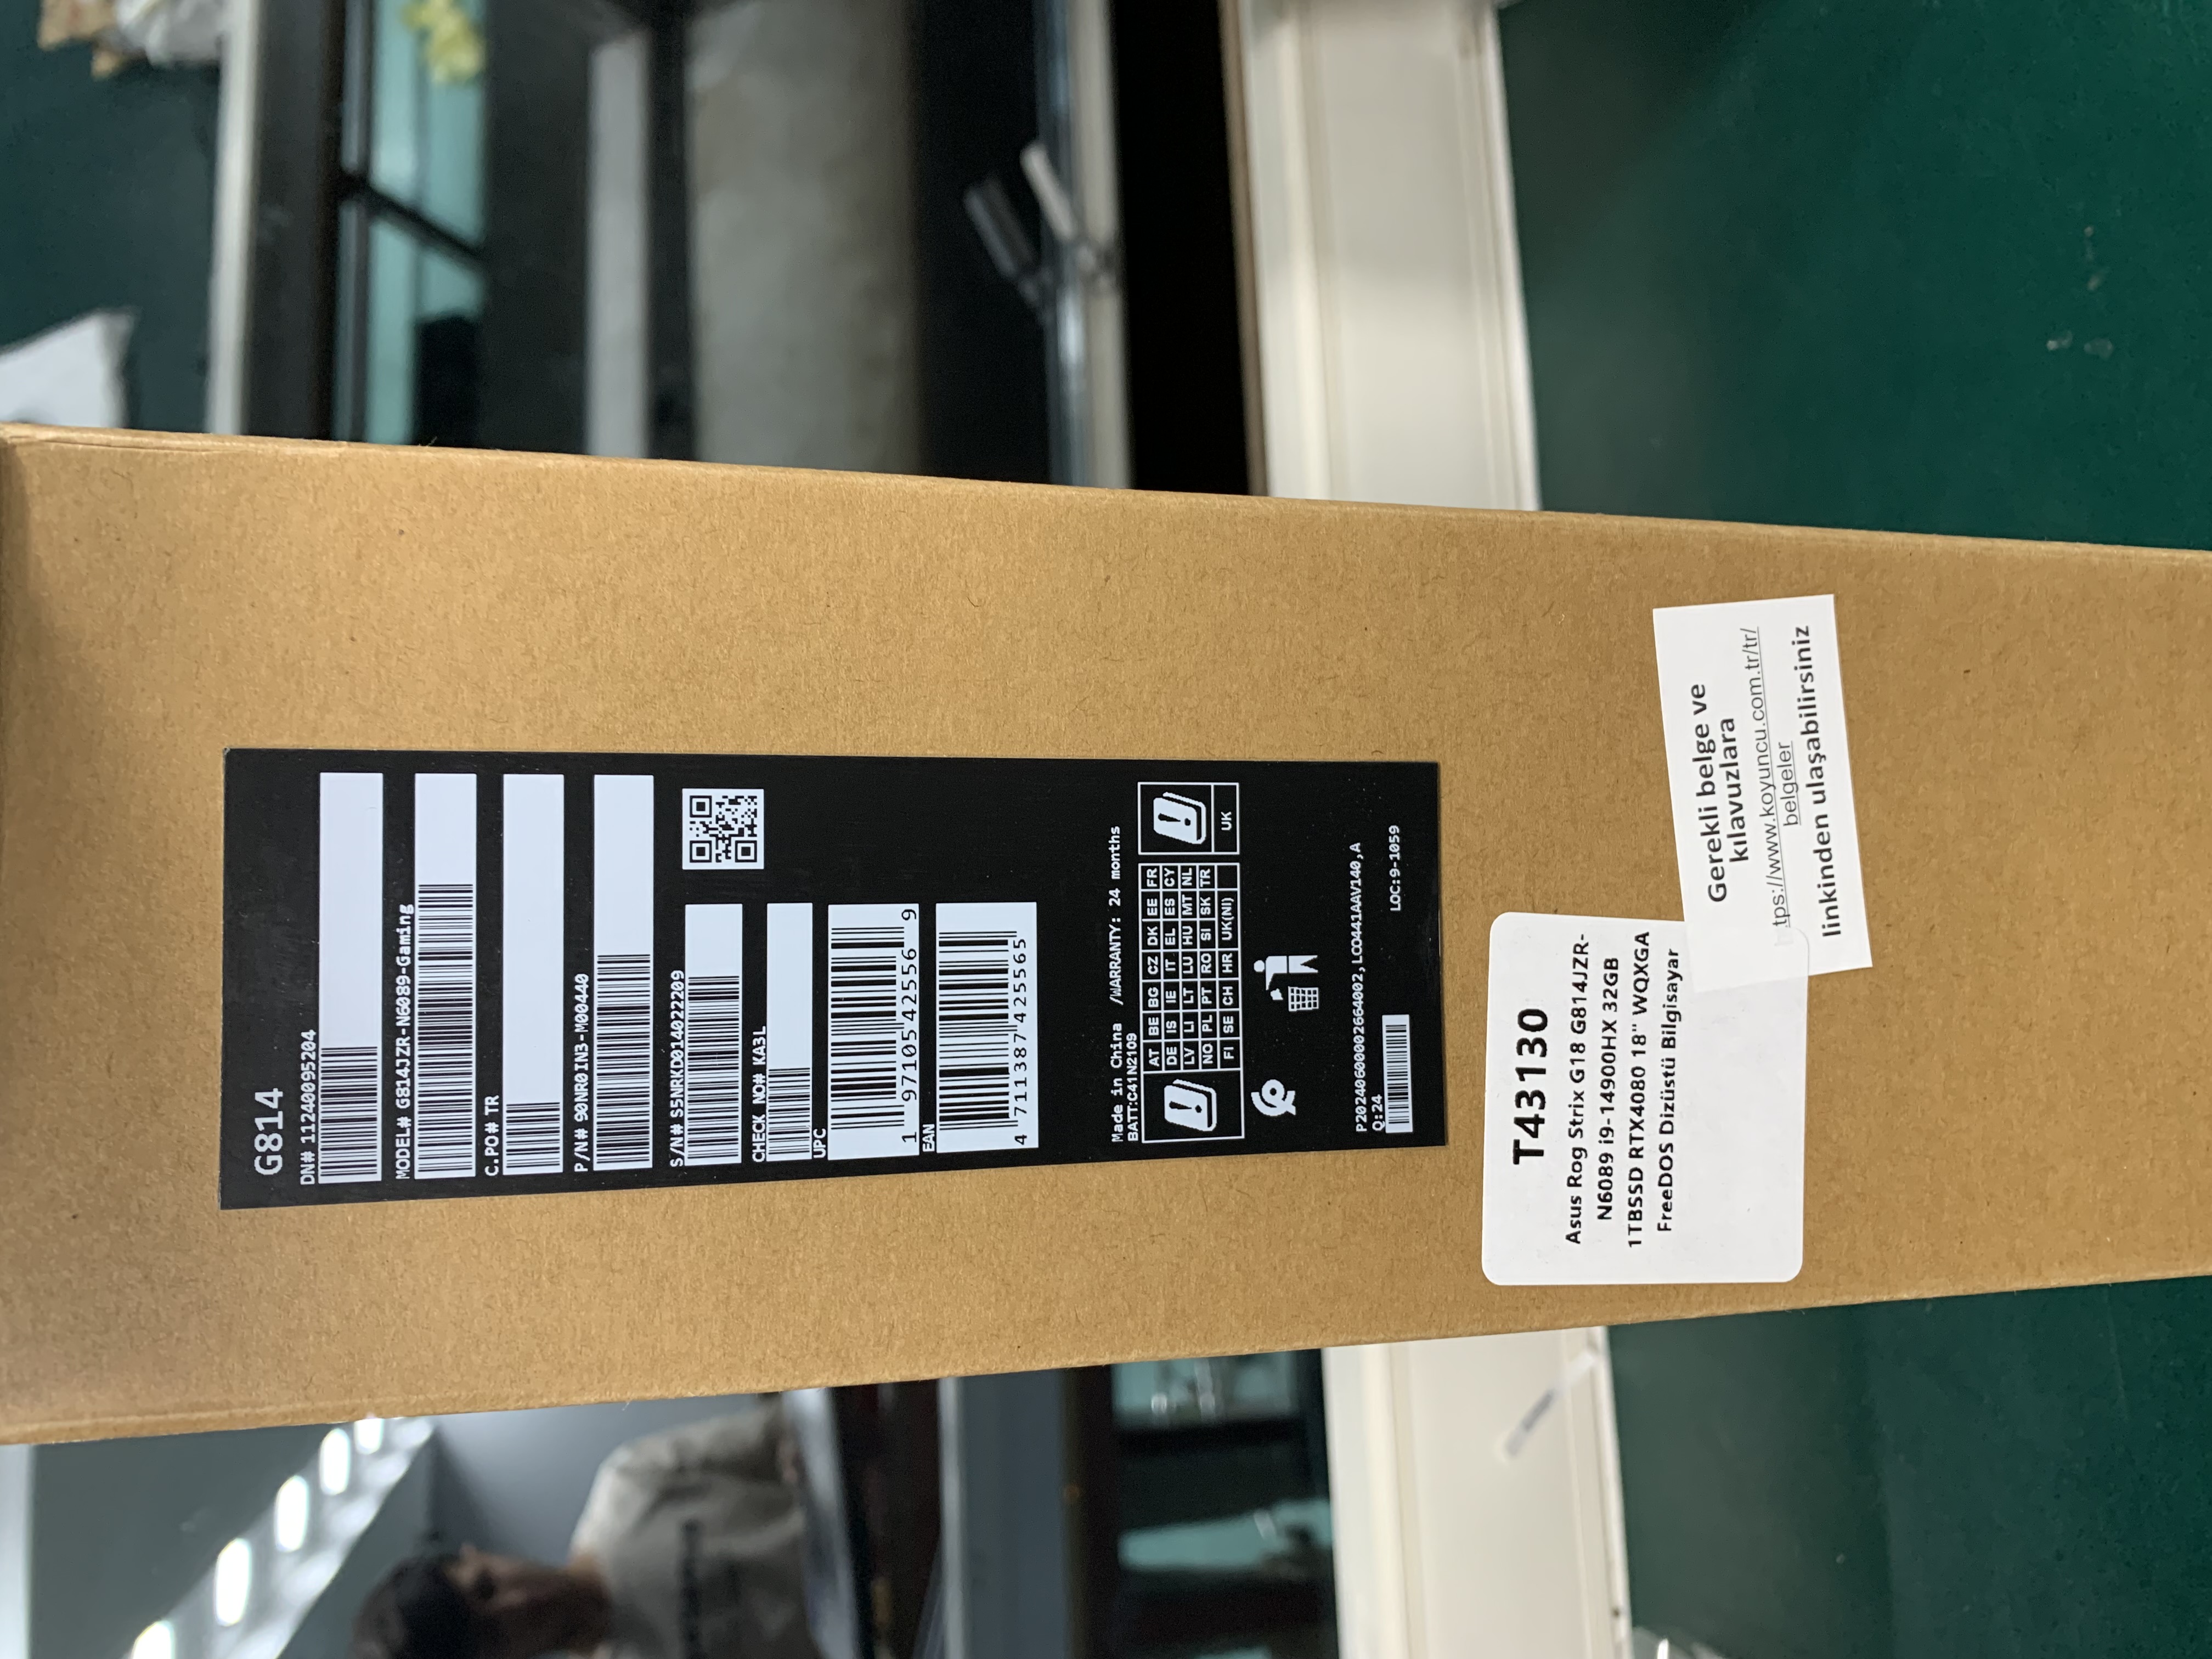 G814
DN# 11240095204
MODEL# G814JZR-N6089-Gaming
C.PO# TR
P/N# 90NR0IN3-M00440
S/N# S5NRKD014022209
CHECK NO# KA3L
UPC
1 97105 42556 9
EAN
4 711387 425565
Made in China /WARRANTY: 24 months
BATT:C41N2109
AT BE BG CZ DK EE FR
DE IS IE IT EL ES CY
LV LI LT LU HU MT NL
NO PL PT RO SI SK TR
FI SE CH HR UK(NI)
UK
P202406000002664002,LCO441AAV140,A
Q:24
LOC:9-1059
T43130
Asus Rog Strix G18 G814JZR-
N6089 i9-14900HX 32GB
1TBSSD RTX4080 18" WQXGA
FreeDOS Dizüstü Bilgisayar
Gerekli belge ve
kılavuzlara
tps://www.koyuncu.com.tr/tr/
belgeler
linkinden ulaşabilirsiniz